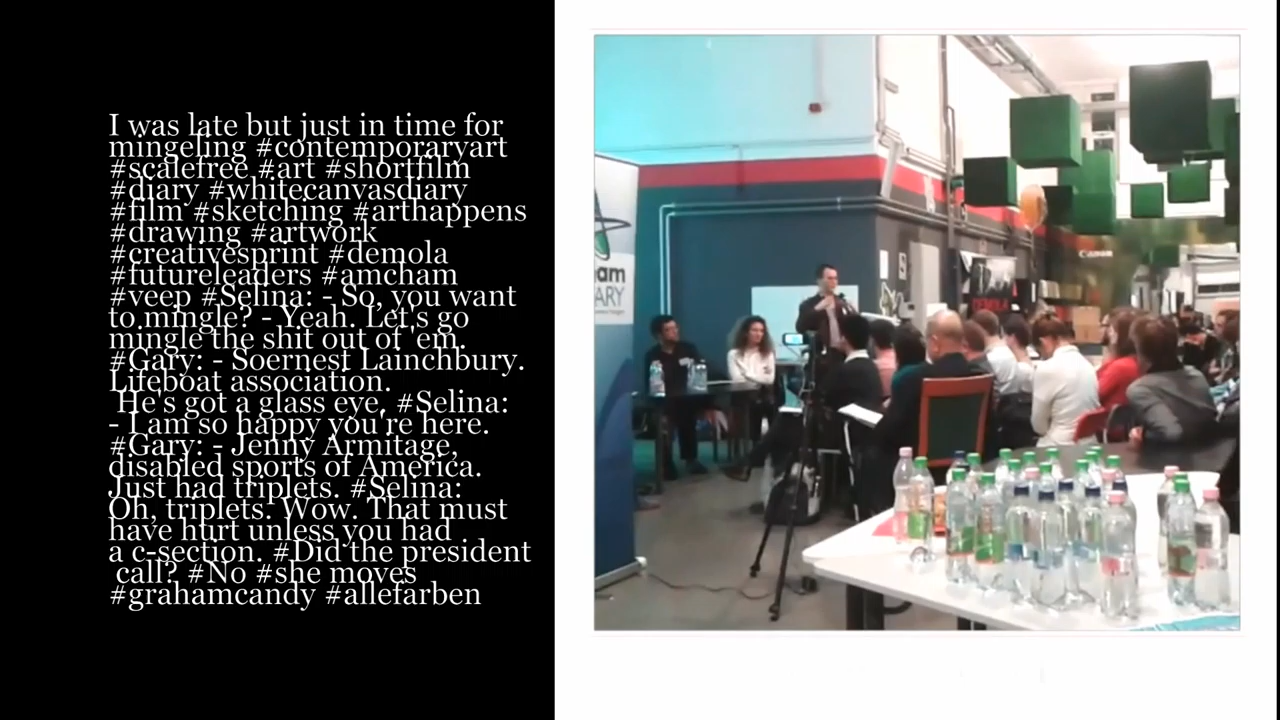 I was late but just in time for
mingeling #contemporaryart
#scalefree #art #shortfilm
#diary #whitecanvasdiary
#film #sketching #arthappens
#drawing #artwork
#creativesprint #demola
#futureleaders #amcham
#veep #Selina: - So, you want
to mingle? - Yeah. Let's go
mingle the shit out of 'em.
#Gary: - Soernest Lainchbury.
Lifeboat association.
He's got a glass eye. #Selina:
- I am so happy you're here.
#Gary: - Jenny Armitage,
disabled sports of America.
Just had triplets. #Selina:
Oh, triplets. Wow. That must
have hurt unless you had
a c-section. #Did the president
call? #No #she moves
#grahamcandy #allefarben
am
ARY
Canon
DEMOLA